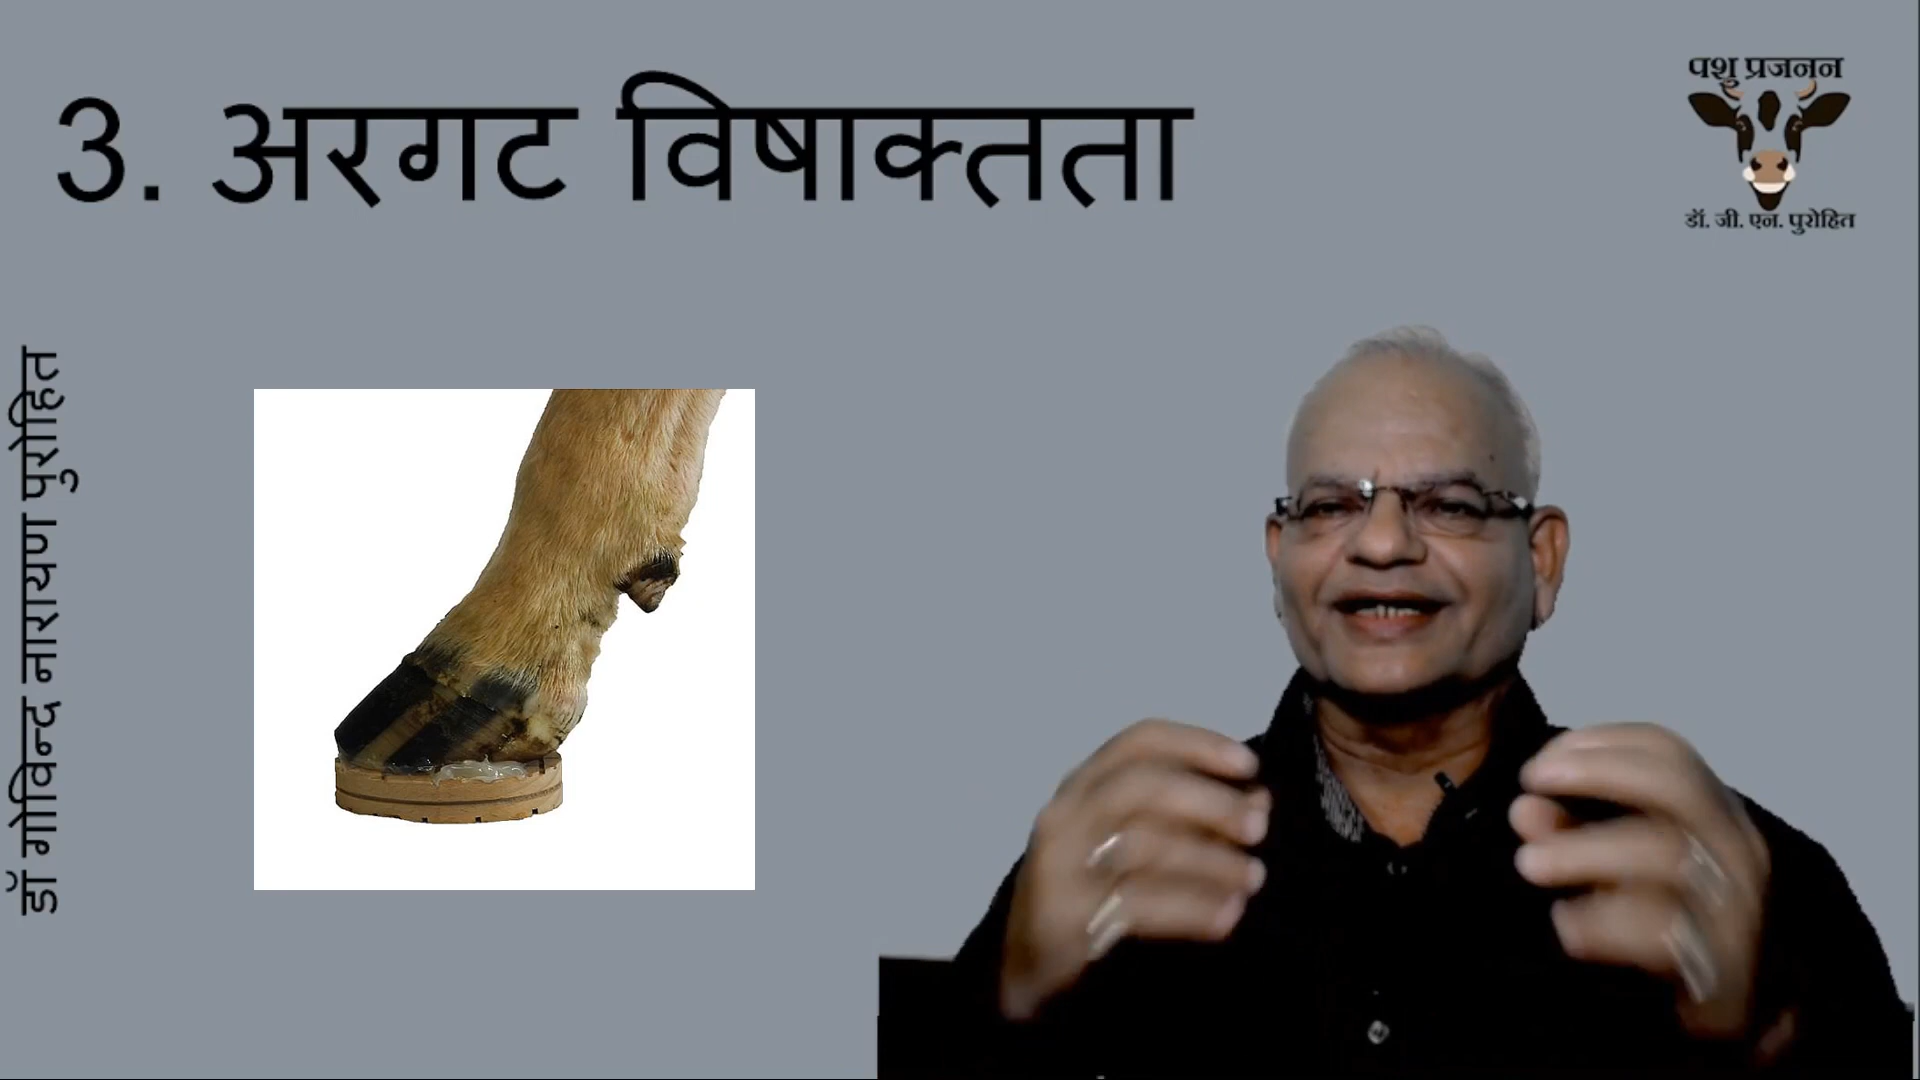 3. अरगट विषाक्तता
पशु प्रजनन
डॉ. जी. एन. पुरोहित
डॉ गोविन्द नारायण पुरोहित